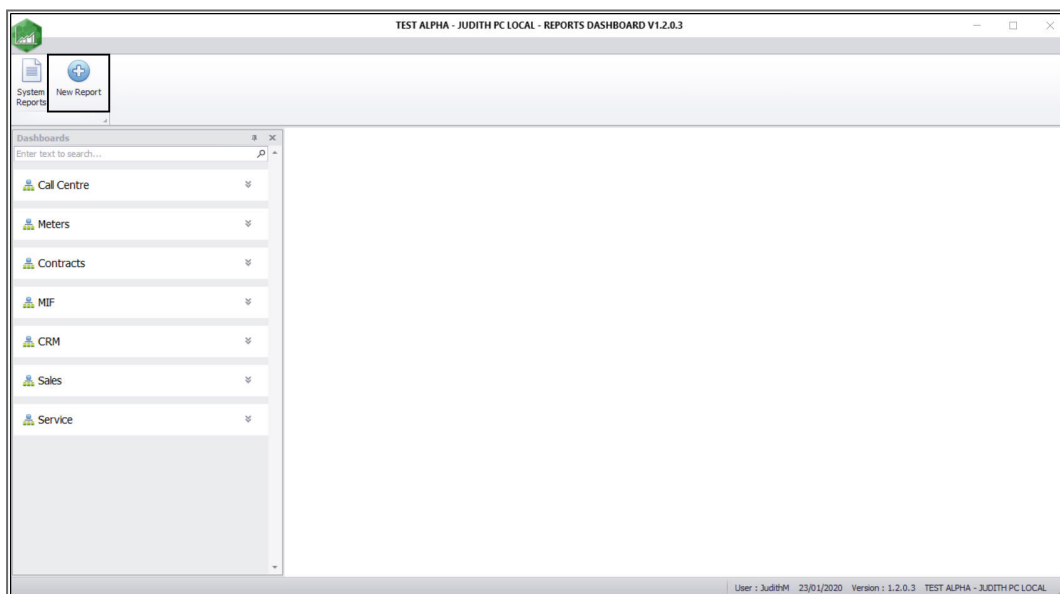 TEST ALPHA - JUDITH PC LOCAL - REPORTS DASHBOARD V1.2.0.3
System
Reports
New Report
Dashboards
Enter text to search...
Call Centre
Meters
Contracts
MIF
CRM
Sales
Service
User : JudithM 23/01/2020 Version : 1.2.0.3 TEST ALPHA - JUDITH PC LOCAL